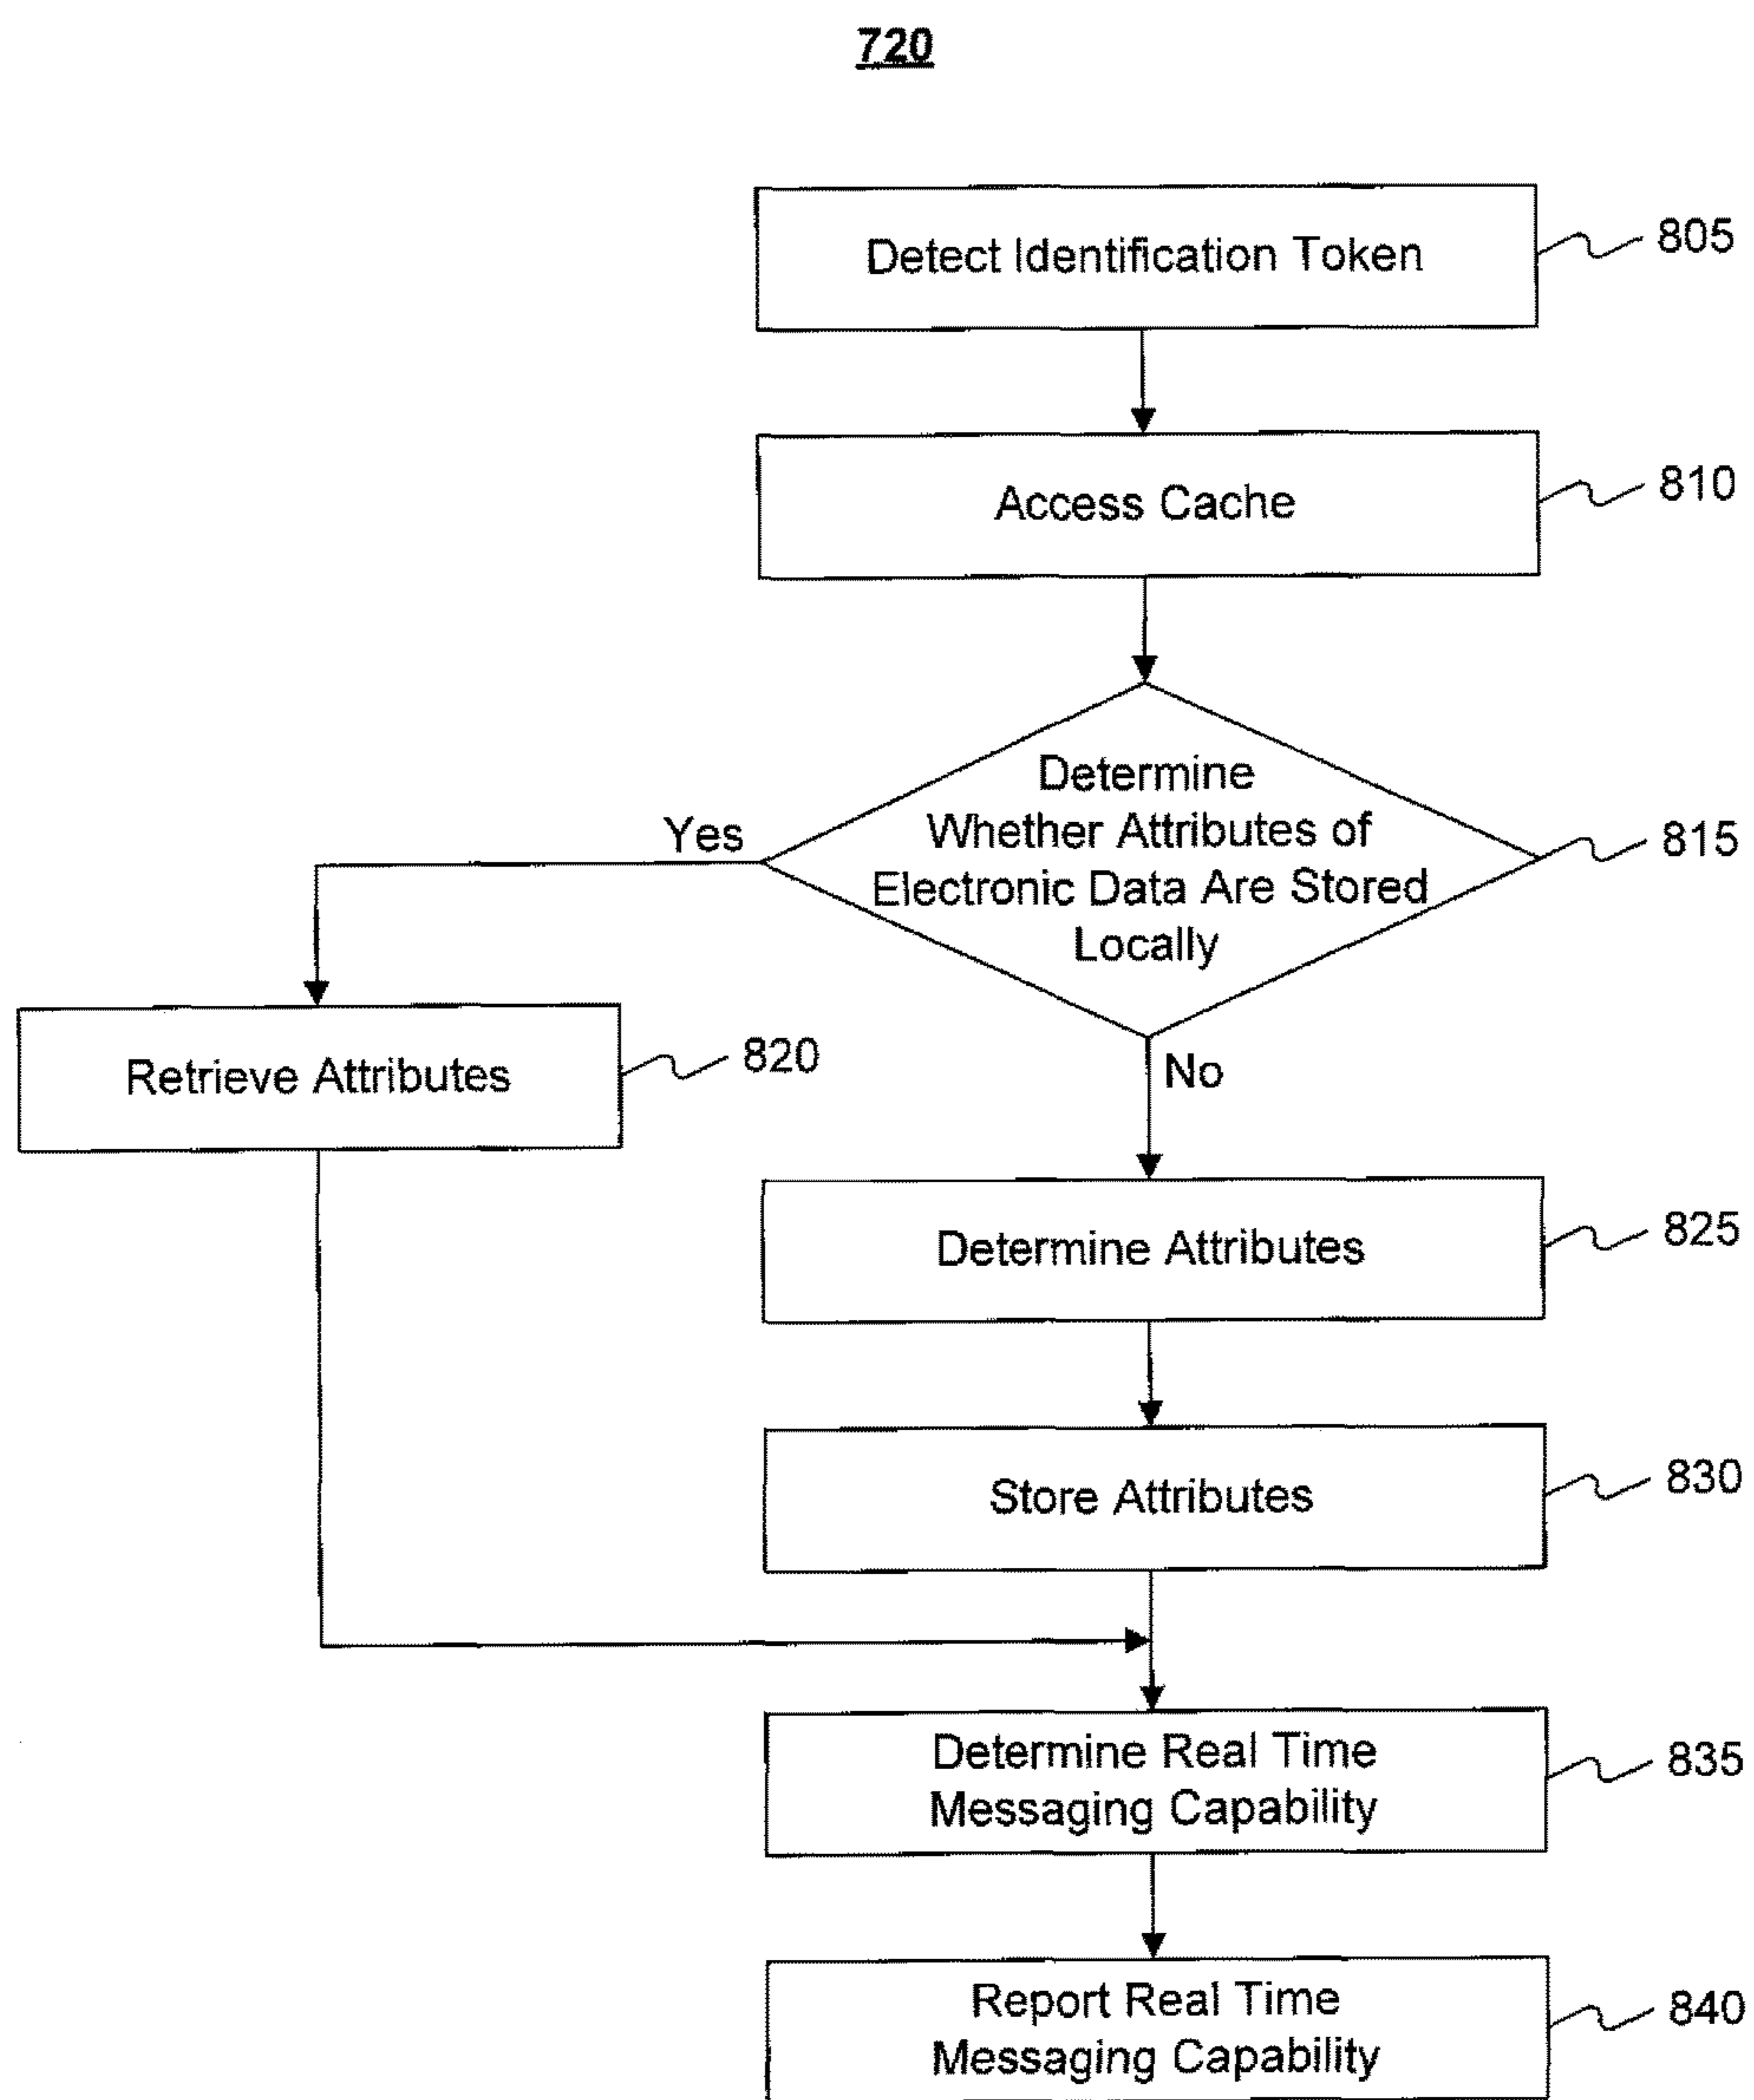 720
Detect Identification Token
805
Access Cache
810
Determine
Whether Attributes of
Electronic Data Are Stored
Locally
815
Yes
No
Retrieve Attributes
820
Determine Attributes
825
Store Attributes
830
Determine Real Time
Messaging Capability
835
Report Real Time
Messaging Capability
840